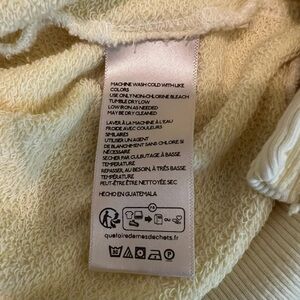 MACHINE WASH COLD WITH LIKE
COLORS
USE ONLY NON-CHLORINE BLEACH
TUMBLE DRY LOW
LOW IRON AS NEEDED
MAY BE DRY CLEANED
LAVER À LA MACHINE À L'EAU
FROIDE AVEC COULEURS
SIMILAIRES
UTILISER UN AGENT
DE BLANCHIMENT SANS CHLORE SI
NÉCESSAIRE
SECHER PAR CULBUTAGE À BASSE
TEMPÉRATURE
REPASSER, AU BESOIN, À TRÈS BASSE
TEMPÉRATURE
PEUT-ÊTRE ÊTRE NETTOYÉE SEC
HECHO EN GUATEMALA
OU
quefairedemesdechets.fr